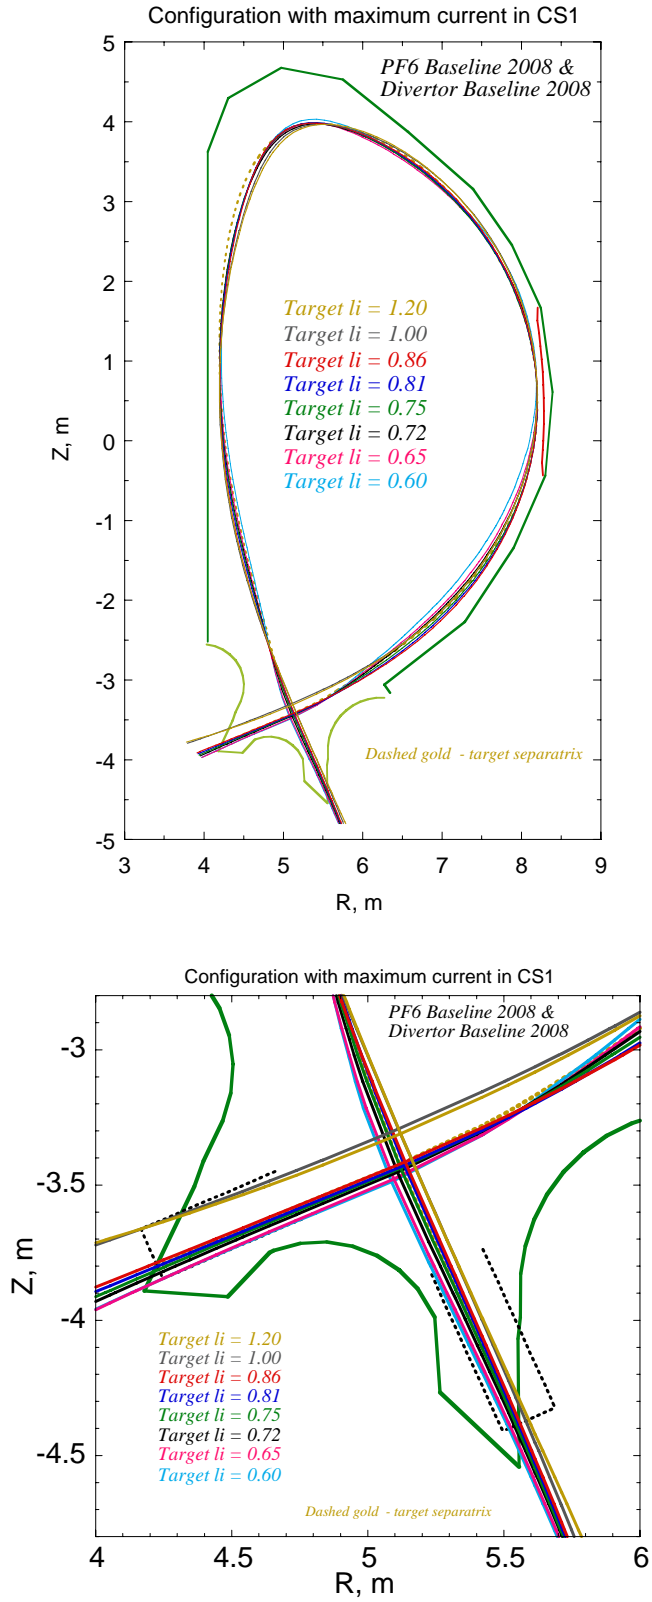 Configuration with maximum current in CS1
PF6 Baseline 2008 &
Divertor Baseline 2008
5
4
3
2
1
0
-1
-2
-3
-4
-5
Z, m
Target li = 1.20
Target li = 1.00
Target li = 0.86
Target li = 0.81
Target li = 0.75
Target li = 0.72
Target li = 0.65
Target li = 0.60
Dashed gold - target separatrix
3 4 5 6 7 8 9
R, m
Configuration with maximum current in CS1
PF6 Baseline 2008 &
Divertor Baseline 2008
-3
-3.5
-4
-4.5
Z, m
Target li = 1.20
Target li = 1.00
Target li = 0.86
Target li = 0.81
Target li = 0.75
Target li = 0.72
Target li = 0.65
Target li = 0.60
Dashed gold - target separatrix
4 4.5 5 5.5 6
R, m